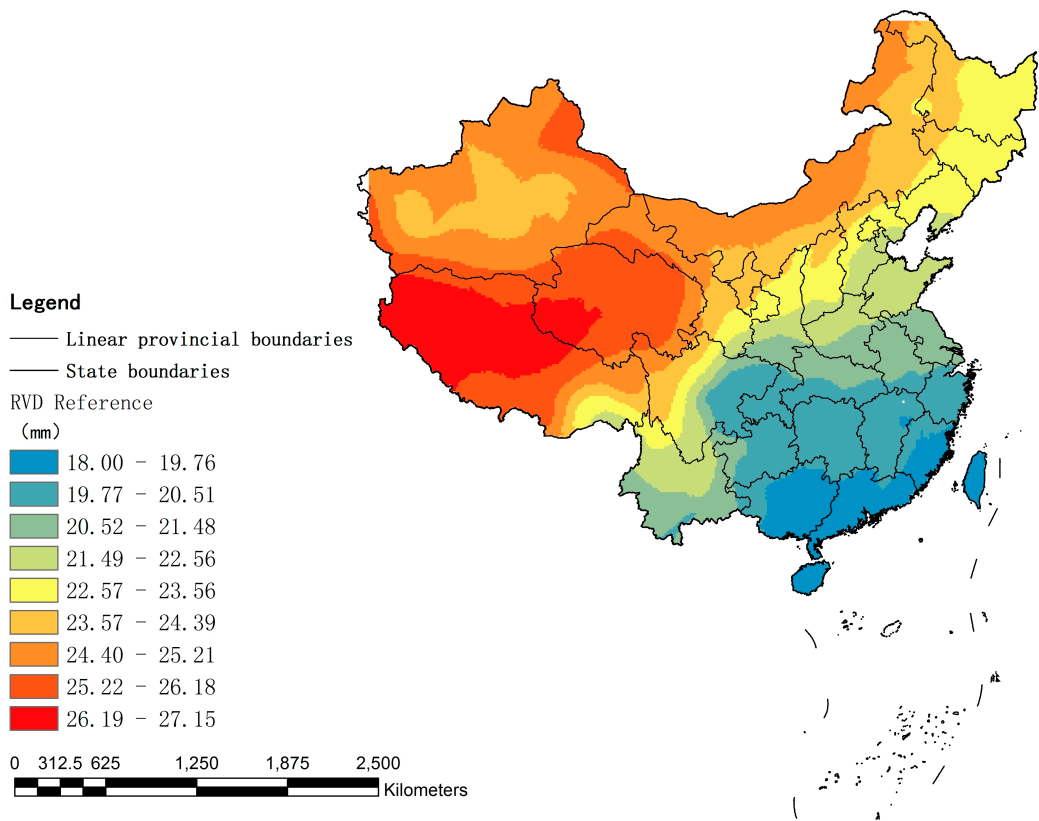 Legend
Linear provincial boundaries
State boundaries
RVD Reference
(mm)
18.00 - 19.76
19.77 - 20.51
20.52 - 21.48
21.49 - 22.56
22.57 - 23.56
23.57 - 24.39
24.40 - 25.21
25.22 - 26.18
26.19 - 27.15
0 312.5 625 1,250 1,875 2,500
Kilometers